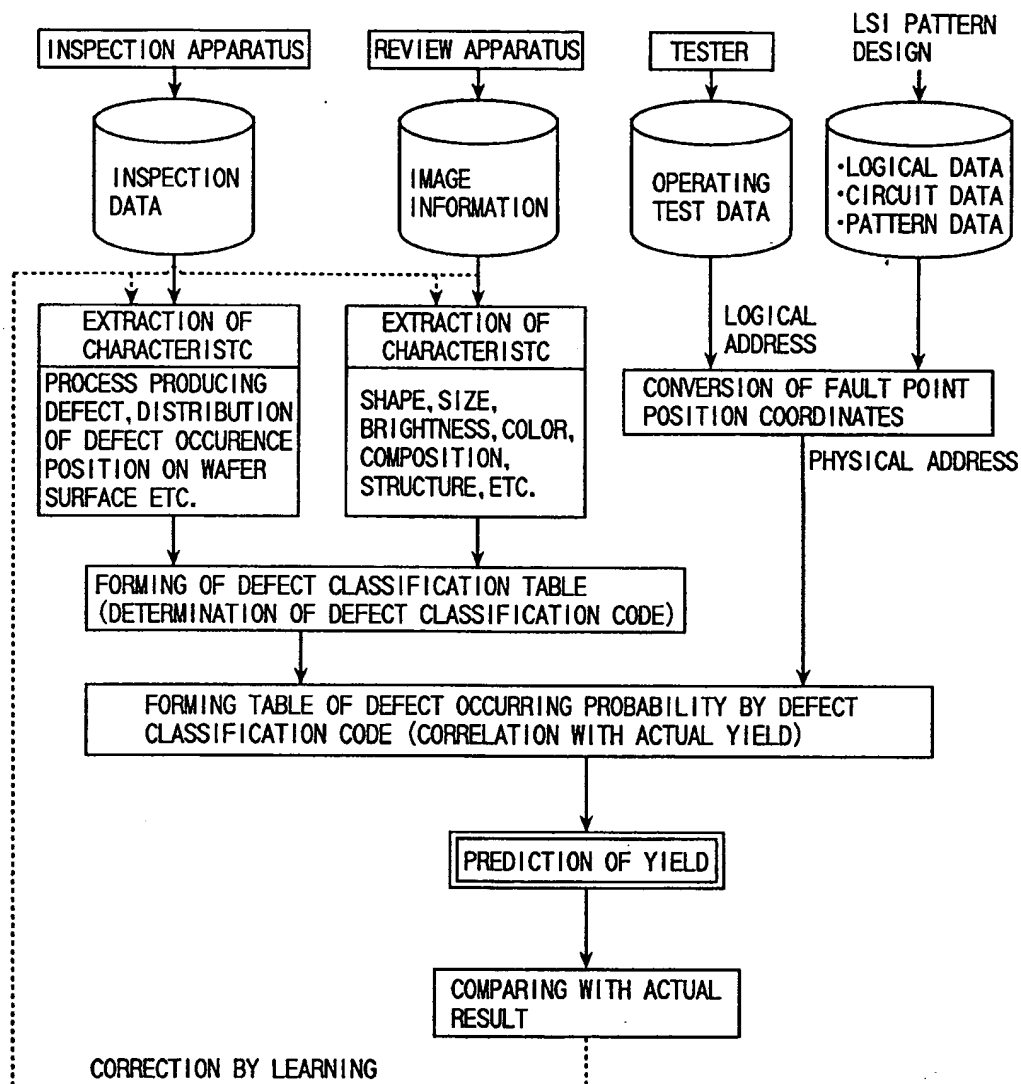 INSPECTION APPARATUS
REVIEW APPARATUS
TESTER
LSI PATTERN
DESIGN
INSPECTION
DATA
IMAGE
INFORMATION
OPERATING
TEST DATA
·LOGICAL DATA
·CIRCUIT DATA
·PATTERN DATA
EXTRACTION OF
CHARACTERISTC
PROCESS PRODUCING
DEFECT, DISTRIBUTION
OF DEFECT OCCURENCE
POSITION ON WAFER
SURFACE ETC.
EXTRACTION OF
CHARACTERISTC
SHAPE, SIZE,
BRIGHTNESS, COLOR,
COMPOSITION,
STRUCTURE, ETC.
LOGICAL
ADDRESS
CONVERSION OF FAULT POINT
POSITION COORDINATES
PHYSICAL ADDRESS
FORMING OF DEFECT CLASSIFICATION TABLE
(DETERMINATION OF DEFECT CLASSIFICATION CODE)
FORMING TABLE OF DEFECT OCCURRING PROBABILITY BY DEFECT
CLASSIFICATION CODE (CORRELATION WITH ACTUAL YIELD)
PREDICTION OF YIELD
COMPARING WITH ACTUAL
RESULT
CORRECTION BY LEARNING